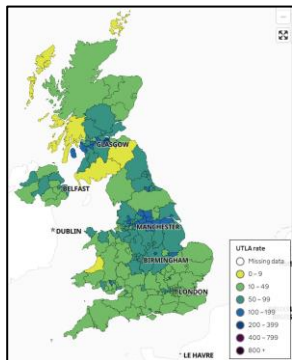 GLASGOW
BELFAST
DUBLIN
MANCHESTER
BIRMINGHAM
LONDON
LE HAVRE
UTLA rate
Missing data
0 – 9
10 – 49
50 – 99
100 – 199
200 – 399
400 – 799
800 +